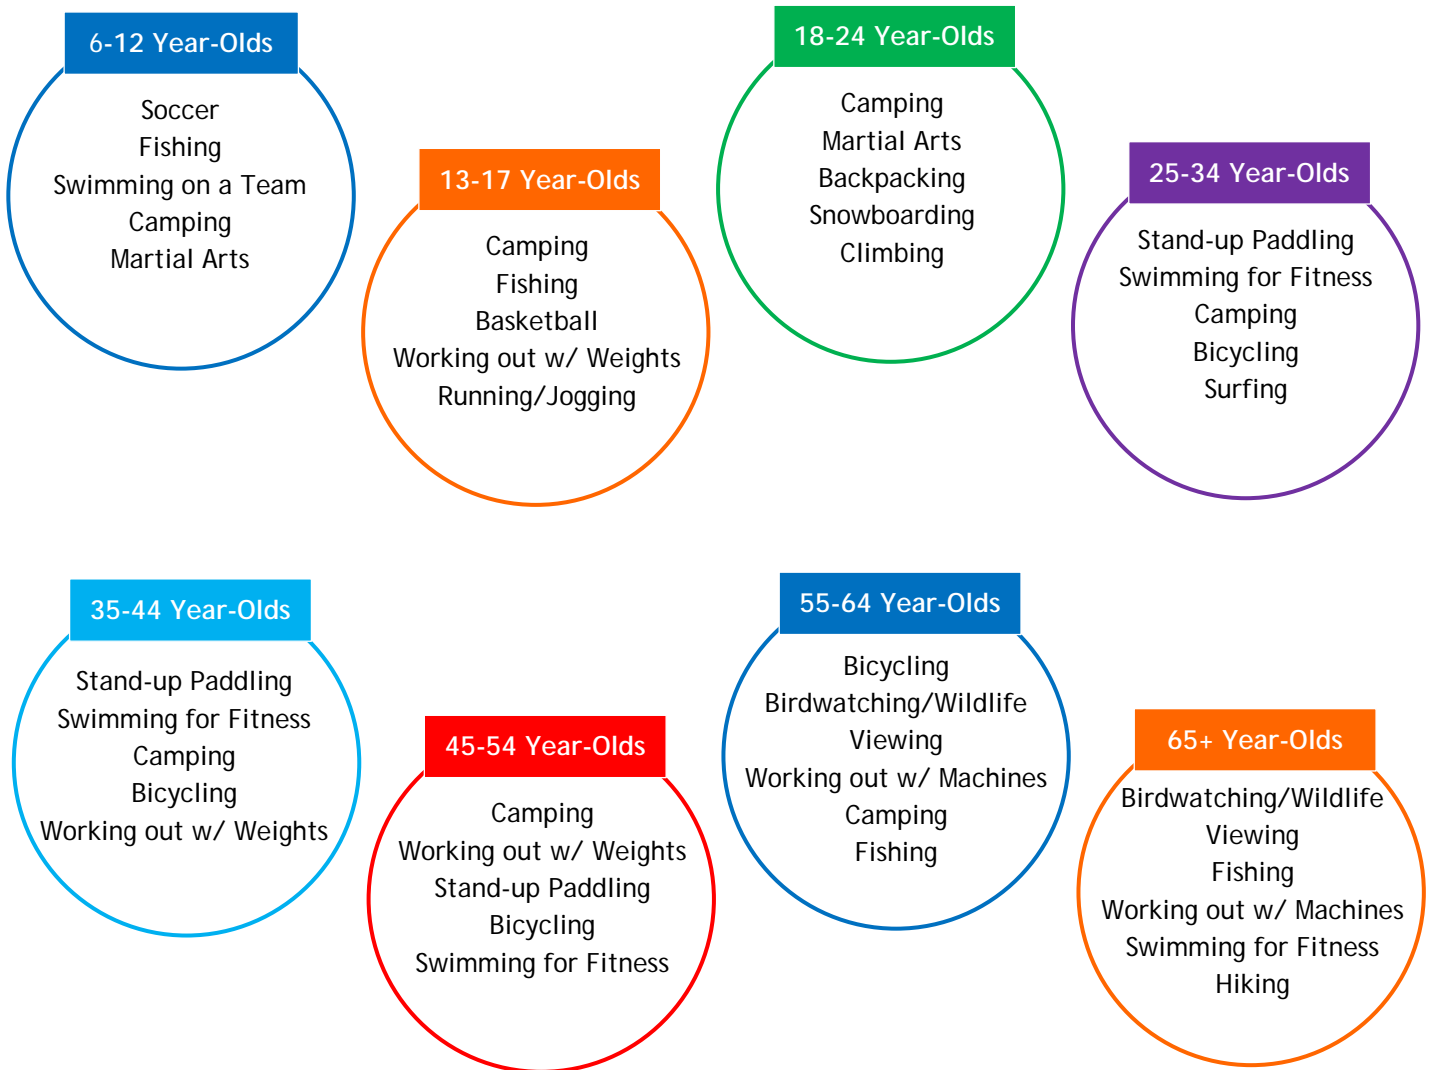 6-12 Year-Olds
Soccer
Fishing
Swimming on a Team
Camping
Martial Arts
13-17 Year-Olds
Camping
Fishing
Basketball
Working out w/ Weights
Running/Jogging
18-24 Year-Olds
Camping
Martial Arts
Backpacking
Snowboarding
Climbing
25-34 Year-Olds
Stand-up Paddling
Swimming for Fitness
Camping
Bicycling
Surfing
35-44 Year-Olds
Stand-up Paddling
Swimming for Fitness
Camping
Bicycling
Working out w/ Weights
45-54 Year-Olds
Camping
Working out w/ Weights
Stand-up Paddling
Bicycling
Swimming for Fitness
55-64 Year-Olds
Bicycling
Birdwatching/Wildlife
Viewing
Working out w/ Machines
Camping
Fishing
65+ Year-Olds
Birdwatching/Wildlife
Viewing
Fishing
Working out w/ Machines
Swimming for Fitness
Hiking